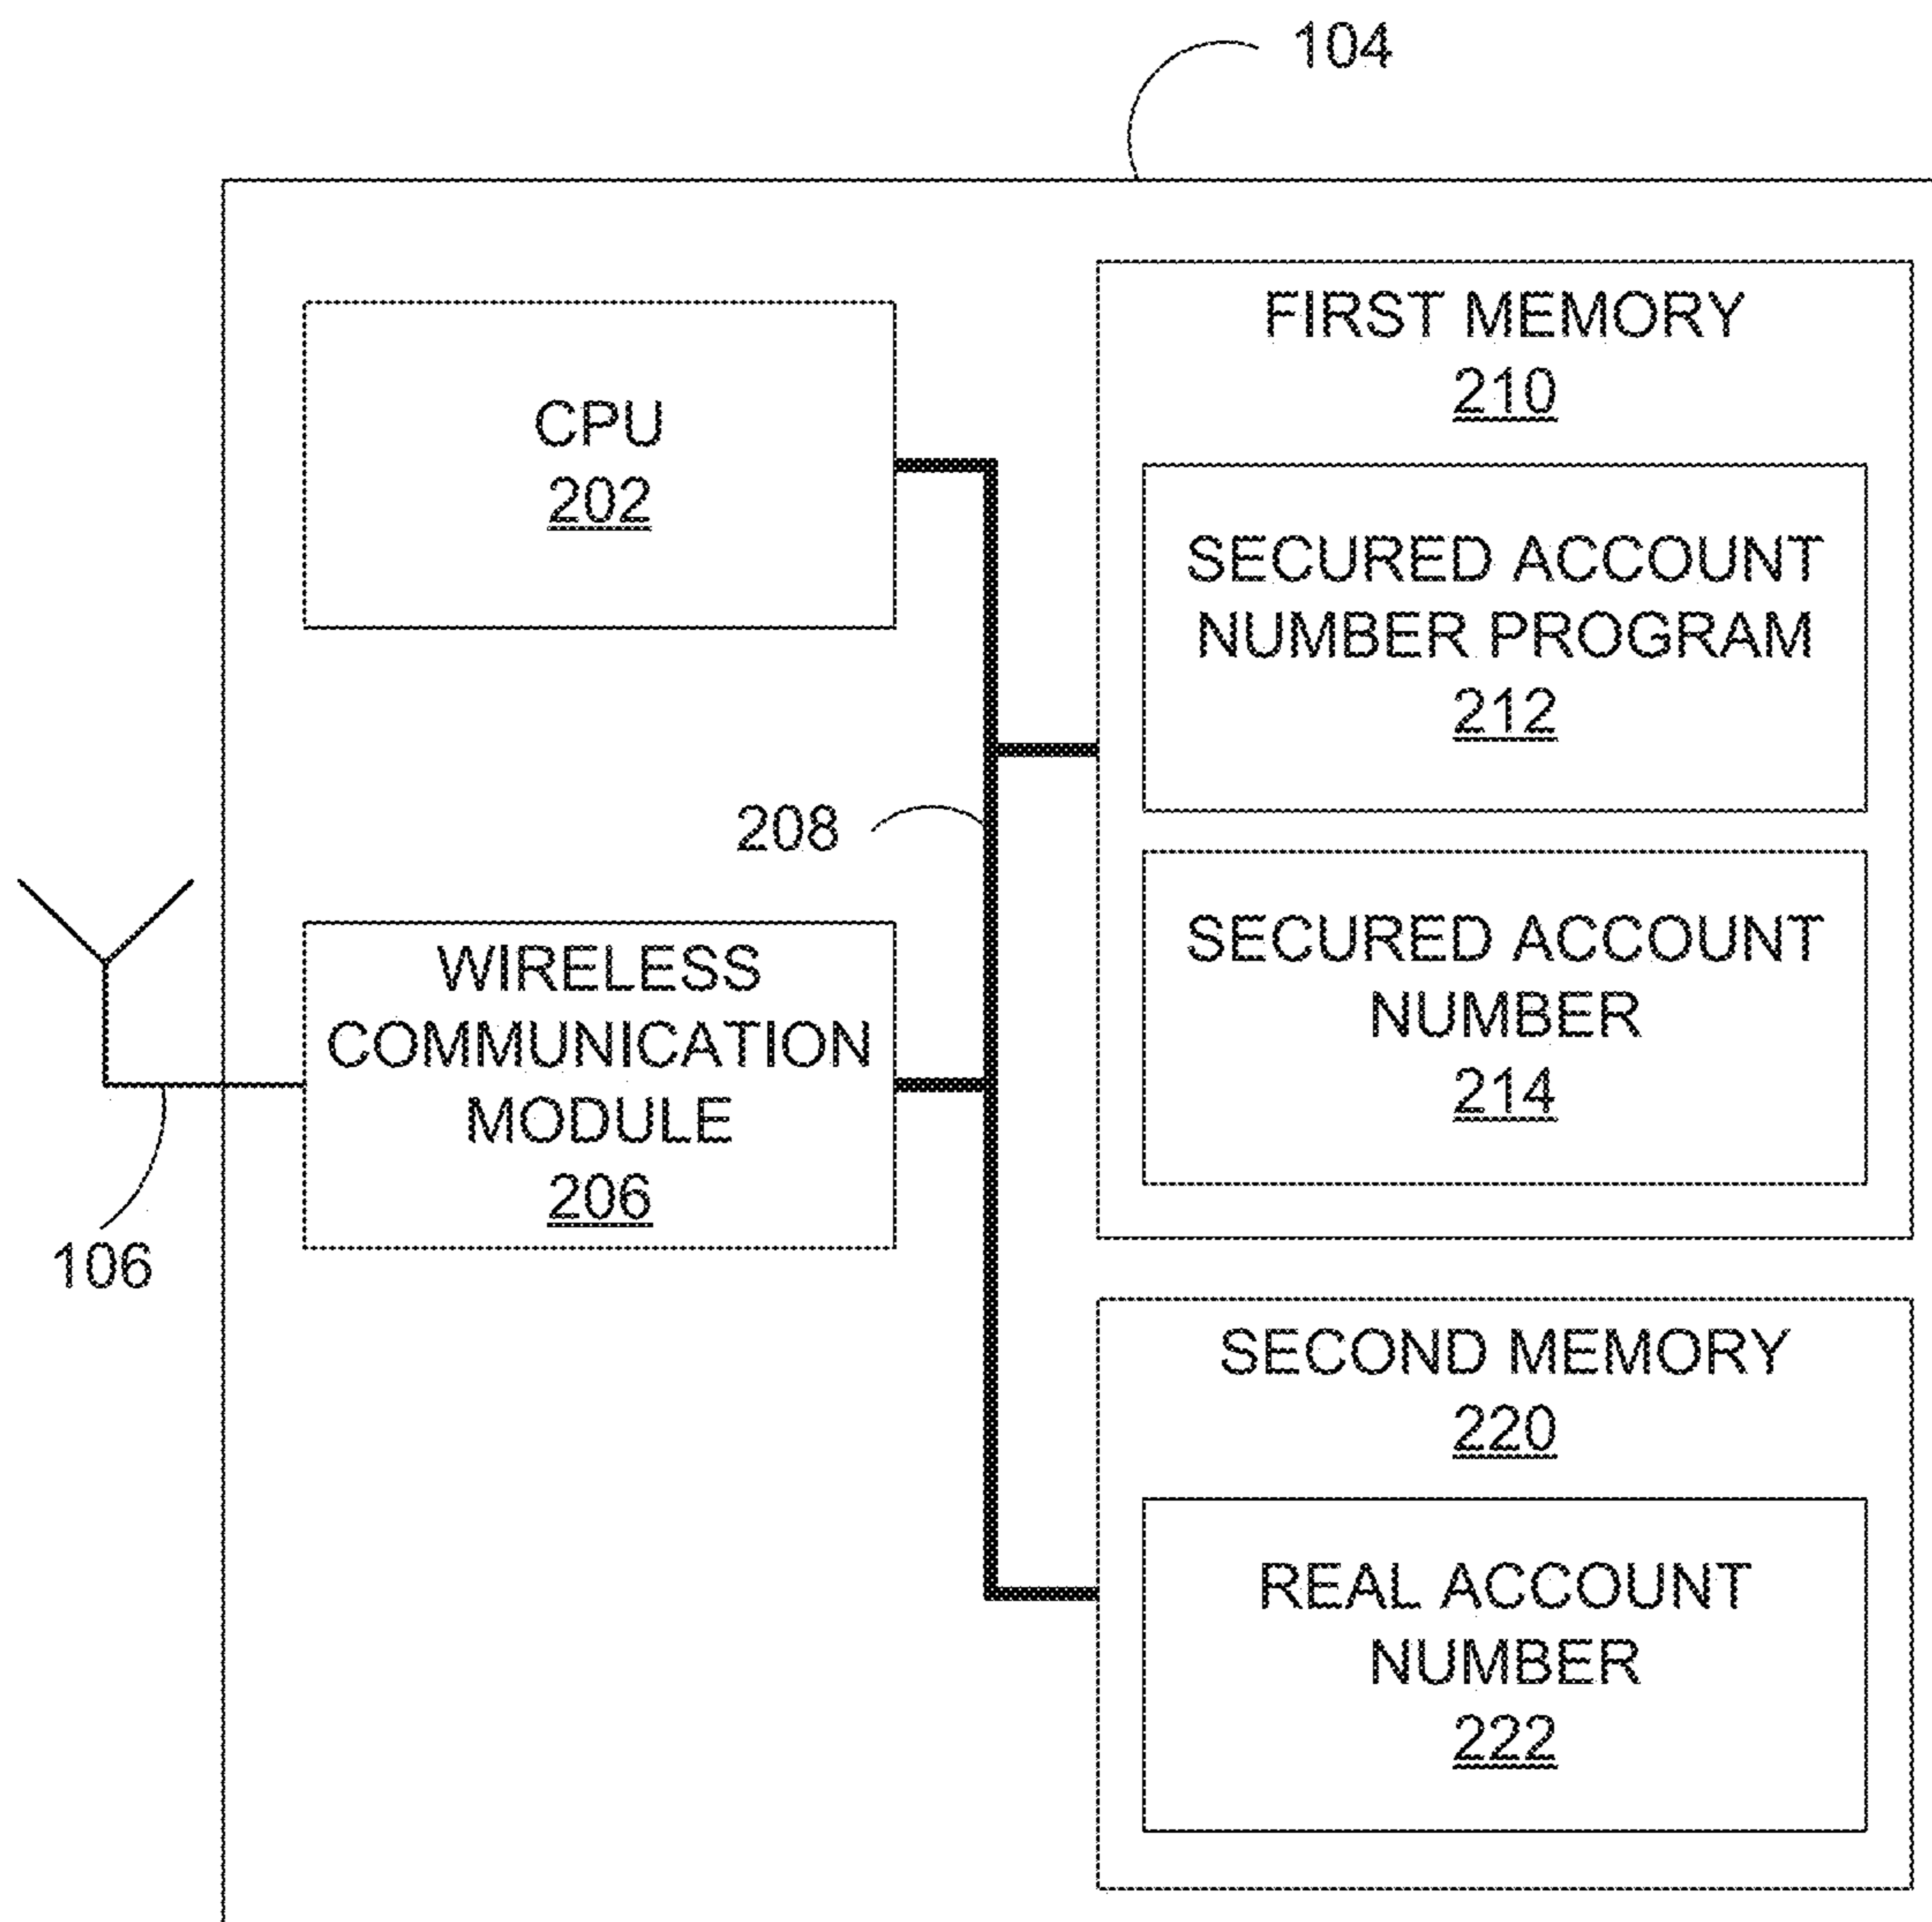 104
CPU
202
FIRST MEMORY
210
SECURED ACCOUNT
NUMBER PROGRAM
212
208
SECURED ACCOUNT
NUMBER
214
WIRELESS
COMMUNICATION
MODULE
206
106
SECOND MEMORY
220
REAL ACCOUNT
NUMBER
222